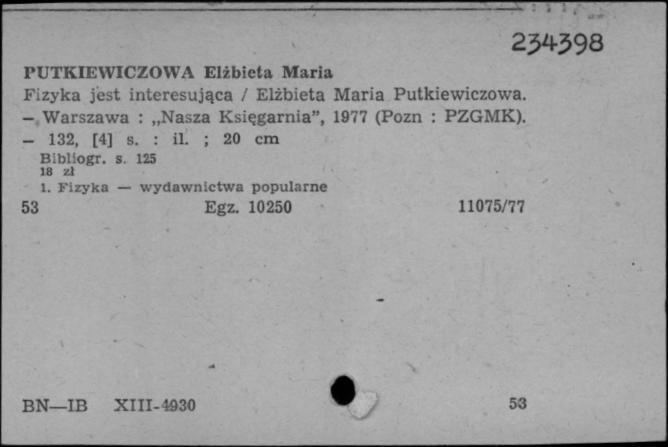 234398
PUTKIEWICZOWA Elżbieta Maria
Fizyka jest interesująca / Elżbieta Maria Putkiewiczowa.
— Warszawa : „Nasza Księgarnia”, 1977 (Pozn : PZGMK).
— 132, [4] s. : il. ; 20 cm
Bibliogr. s. 125
18 zł
1. Fizyka — wydawnictwa popularne
53 Egz. 10250 11075/77
BN—IB XIII-4930 53